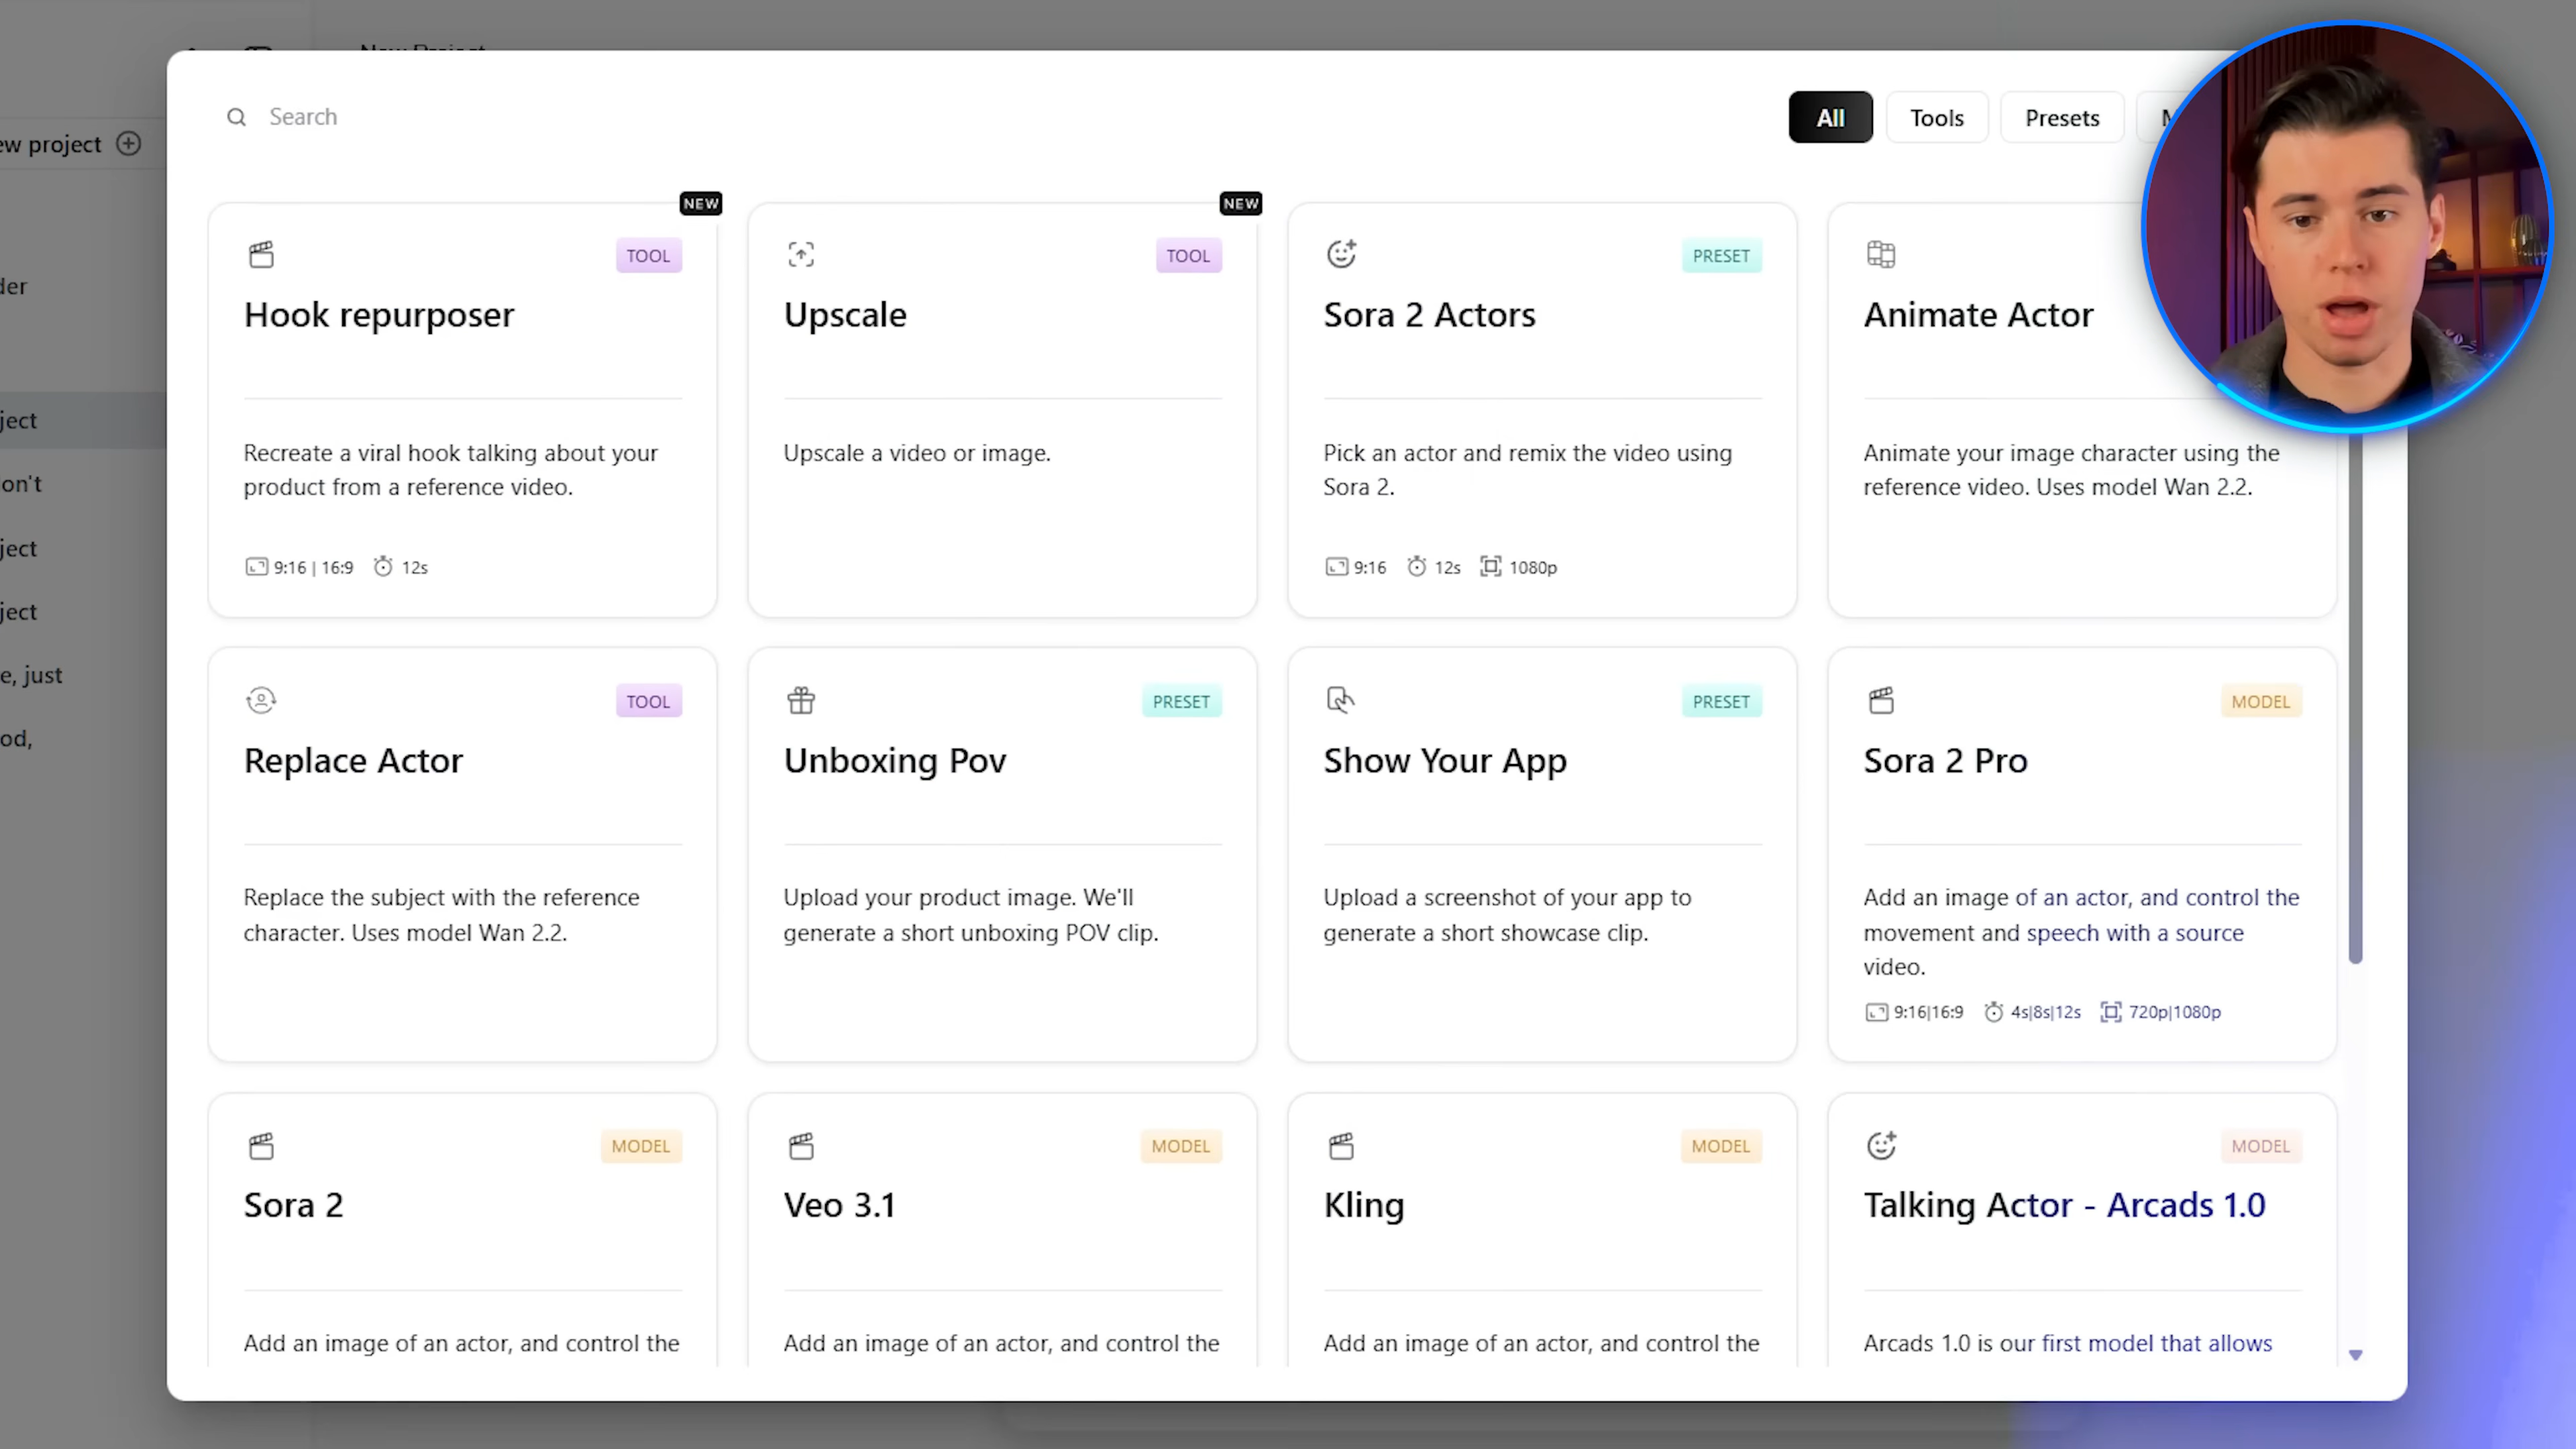 Search
All
Tools
Presets
ew project
der
ject
on't
ject
ject
e, just
od,
NEW
TOOL
Hook repurposer
Recreate a viral hook talking about your
product from a reference video.
9:16 | 16:9 12s
NEW
TOOL
Upscale
Upscale a video or image.
PRESET
Sora 2 Actors
Pick an actor and remix the video using
Sora 2.
9:16 12s 1080p
Animate Actor
Animate your image character using the
reference video. Uses model Wan 2.2.
TOOL
Replace Actor
Replace the subject with the reference
character. Uses model Wan 2.2.
PRESET
Unboxing Pov
Upload your product image. We'll
generate a short unboxing POV clip.
PRESET
Show Your App
Upload a screenshot of your app to
generate a short showcase clip.
MODEL
Sora 2 Pro
Add an image of an actor, and control the
movement and speech with a source
video.
9:16|16:9 4s|8s|12s 720p|1080p
MODEL
Sora 2
Add an image of an actor, and control the
MODEL
Veo 3.1
Add an image of an actor, and control the
MODEL
Kling
Add an image of an actor, and control the
MODEL
Talking Actor - Arcads 1.0
Arcads 1.0 is our first model that allows